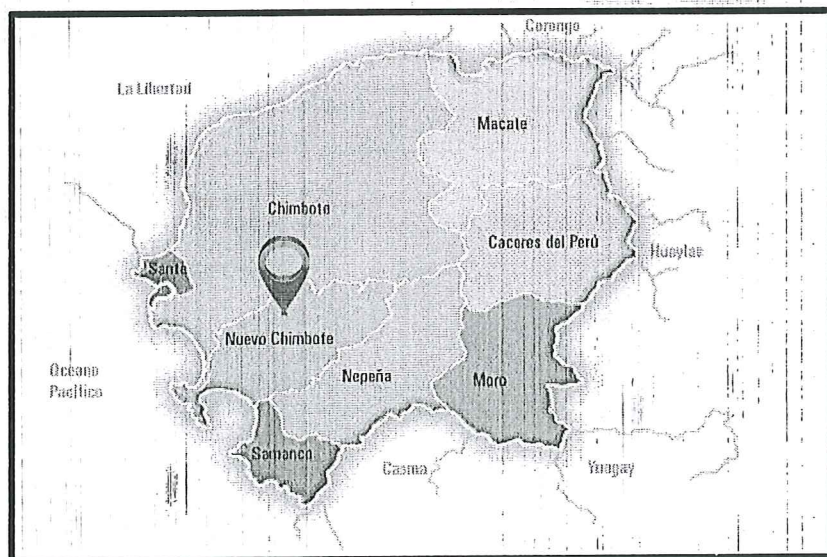 Corongo
La Libertad
Macate
Chimbote
Caceres del Perú
Huaylas
Santa
Nuevo Chimbote
Océano
Pacífico
Nepeña
Moro
Samanco
Casma
Yungay